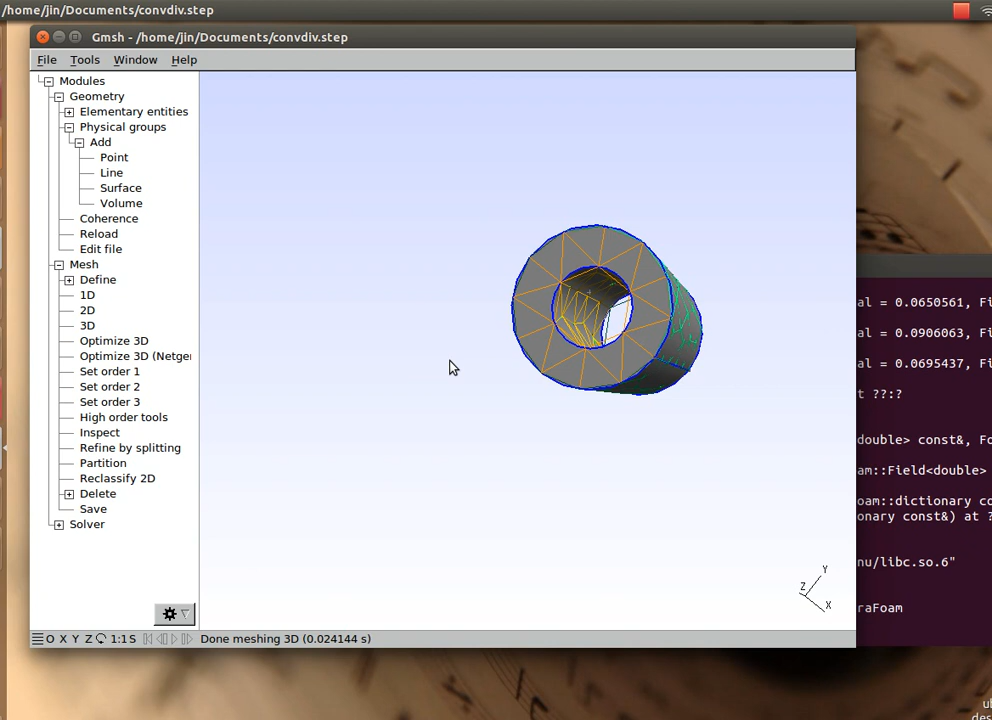 /home/jin/Documents/convdiv.step
Gmsh - /home/jin/Documents/convdiv.step
File Tools Window Help
Modules
Geometry
Elementary entities
Physical groups
Add
Point
Line
Surface
Volume
Coherence
Reload
Edit file
Mesh
Define
1D
2D
3D
Optimize 3D
Optimize 3D (Netger
Set order 1
Set order 2
Set order 3
High order tools
Inspect
Refine by splitting
Partition
Reclassify 2D
Delete
Save
Solver
Y
Z
X
O X Y Z 1:1 S Done meshing 3D (0.024144 s)
al = 0.0650561, Fi
al = 0.0906063, Fi
al = 0.0695437, Fi
t ??:?
double> const&, Fo
am::Field<double>
oam::dictionary co
onary const&) at ?
nu/libc.so.6"
raFoam